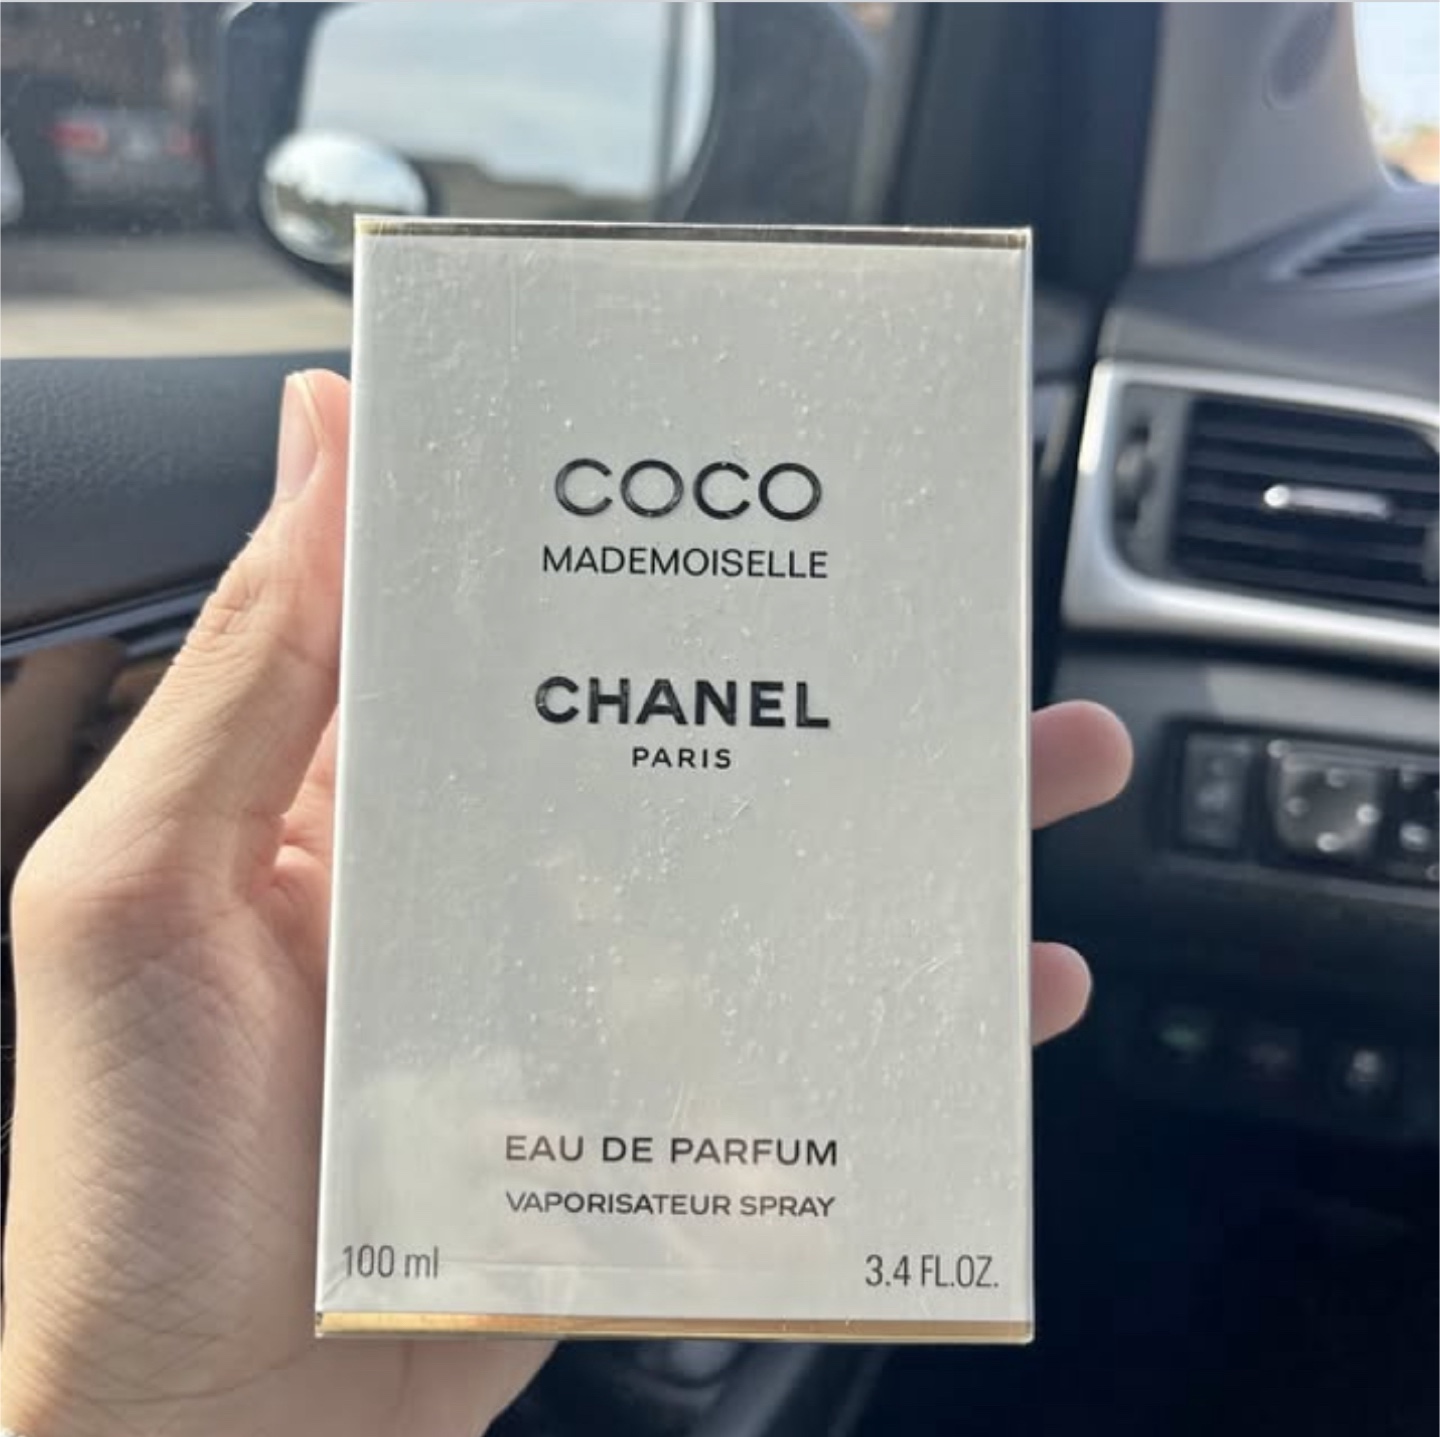 COCO
MADEMOISELLE
CHANEL
PARIS
EAU DE PARFUM
VAPORISATEUR SPRAY
100 ml
3.4 FL.OZ.